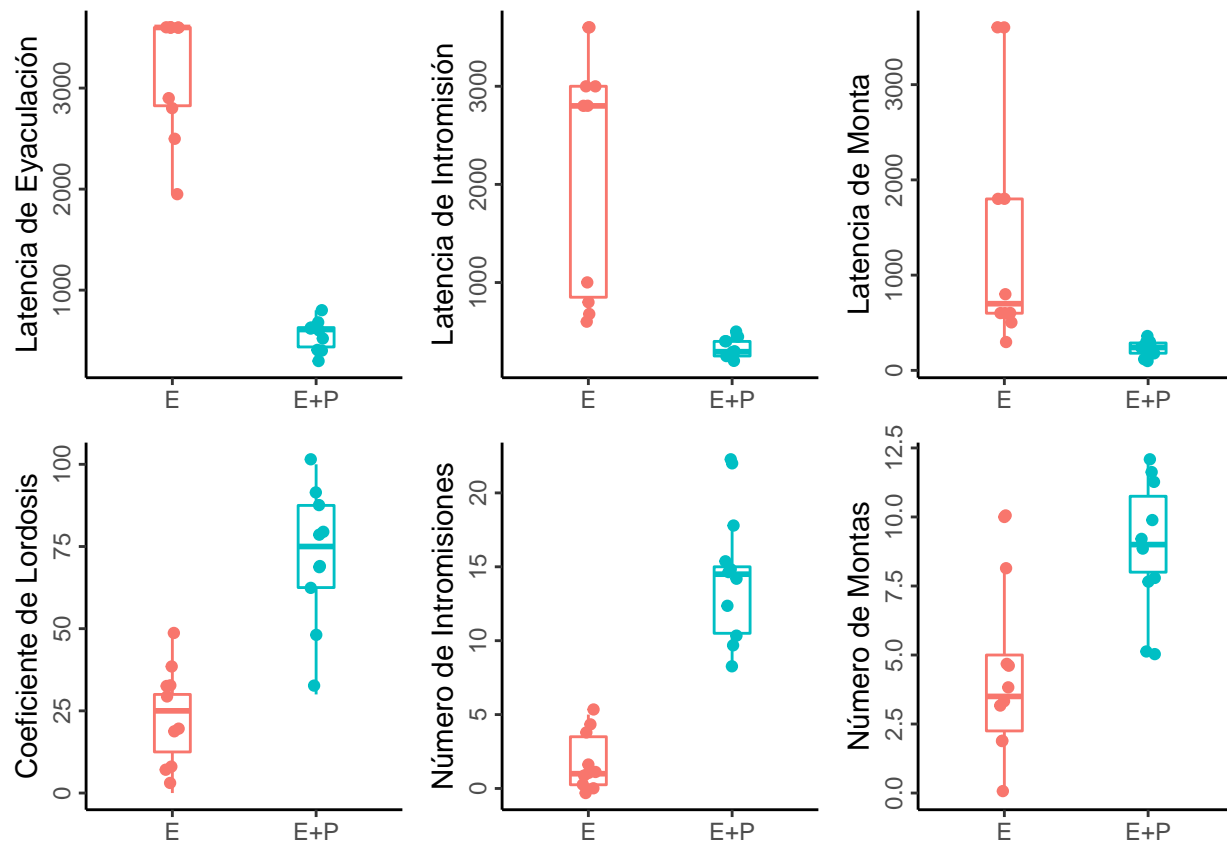 Latencia de Eyaculación
3000
2000
1000
E
E+P
Latencia de Intromisión
3000
2000
1000
E
E+P
Latencia de Monta
3000
2000
1000
0
E
E+P
Coeficiente de Lordosis
100
75
50
25
0
E
E+P
Número de Intromisiones
20
15
10
5
0
E
E+P
Número de Montas
12.5
10.0
7.5
5.0
2.5
0.0
E
E+P